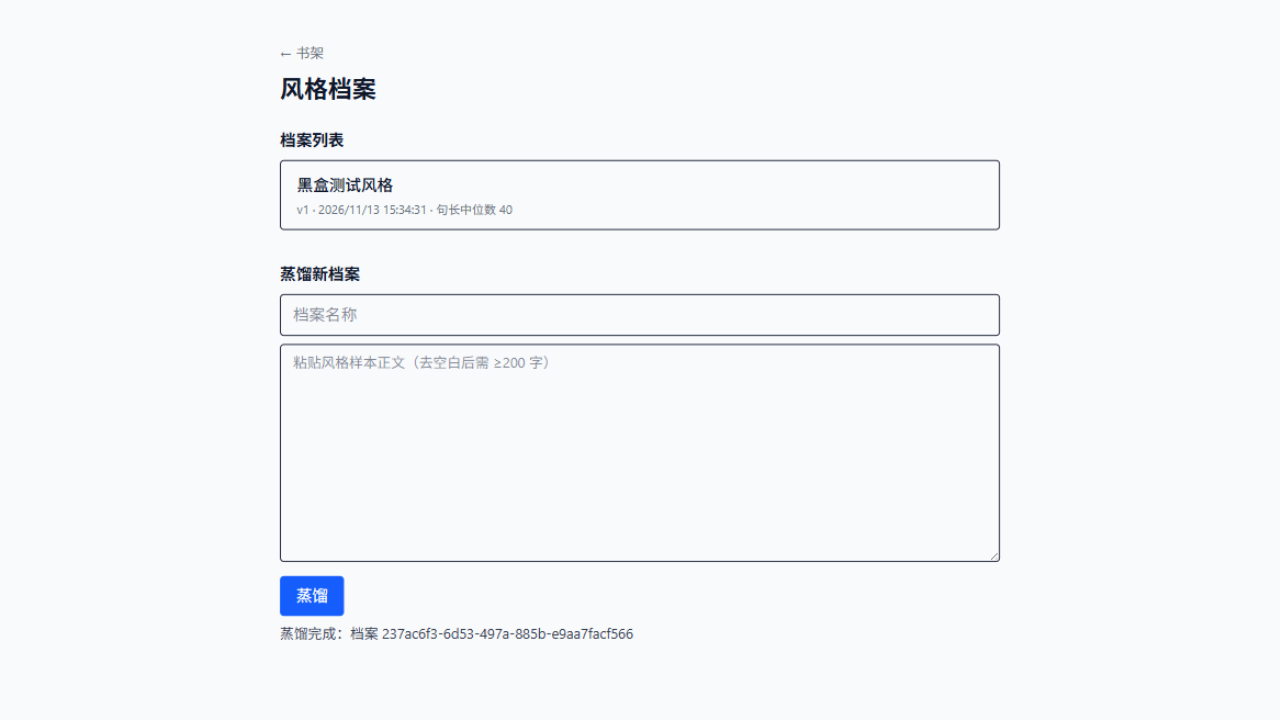 ← 书架
风格档案
档案列表
黑盒测试风格
v1 · 2026/11/13 15:34:31 · 句长中位数 40
蒸馏新档案
档案名称
粘贴风格样本正文（去空白后需 ≥200 字）
蒸馏
蒸馏完成：档案 237ac6f3-6d53-497a-885b-e9aa7facf566